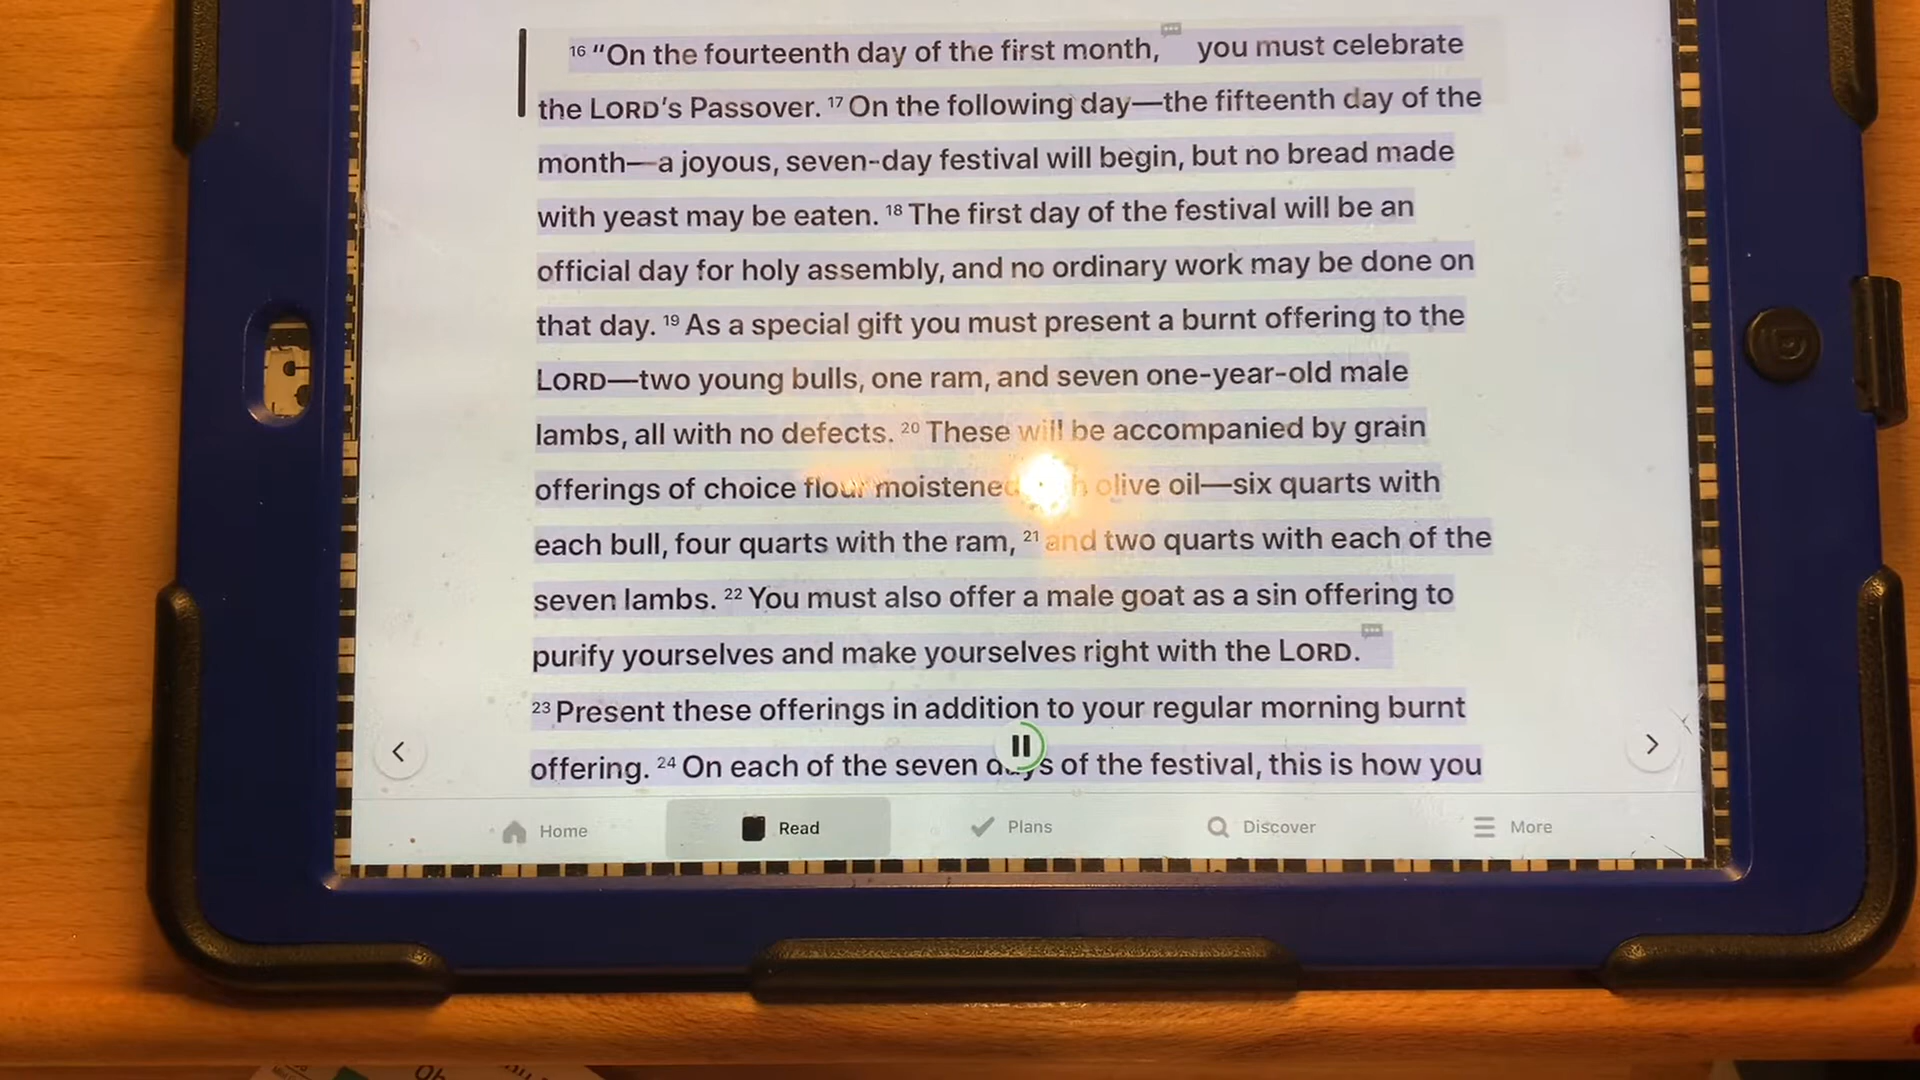 16 "On the fourteenth day of the first month, you must celebrate
the LORD's Passover. 17 On the following day—the fifteenth day of the
month—a joyous, seven-day festival will begin, but no bread made
with yeast may be eaten. 18 The first day of the festival will be an
official day for holy assembly, and no ordinary work may be done on
that day. 19 As a special gift you must present a burnt offering to the
LORD—two young bulls, one ram, and seven one-year-old male
lambs, all with no defects. 20 These will be accompanied by grain
offerings of choice flour moistened olive oil—six quarts with
each bull, four quarts with the ram, 21 and two quarts with each of the
seven lambs. 22 You must also offer a male goat as a sin offering to
purify yourselves and make yourselves right with the LORD.
23 Present these offerings in addition to your regular morning burnt
offering. 24 On each of the seven days of the festival, this is how you
Home Read Plans Discover More